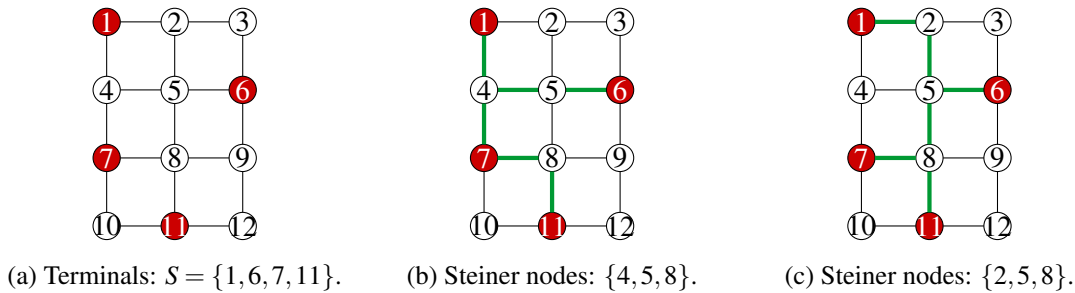 1 2 3 1 2 3 1 2 3
4 5 6 4 5 6 4 5 6
7 8 9 7 8 9 7 8 9
10 11 12 10 11 12 10 11 12
(a) Terminals: S = {1,6,7,11}. (b) Steiner nodes: {4,5,8}. (c) Steiner nodes: {2,5,8}.